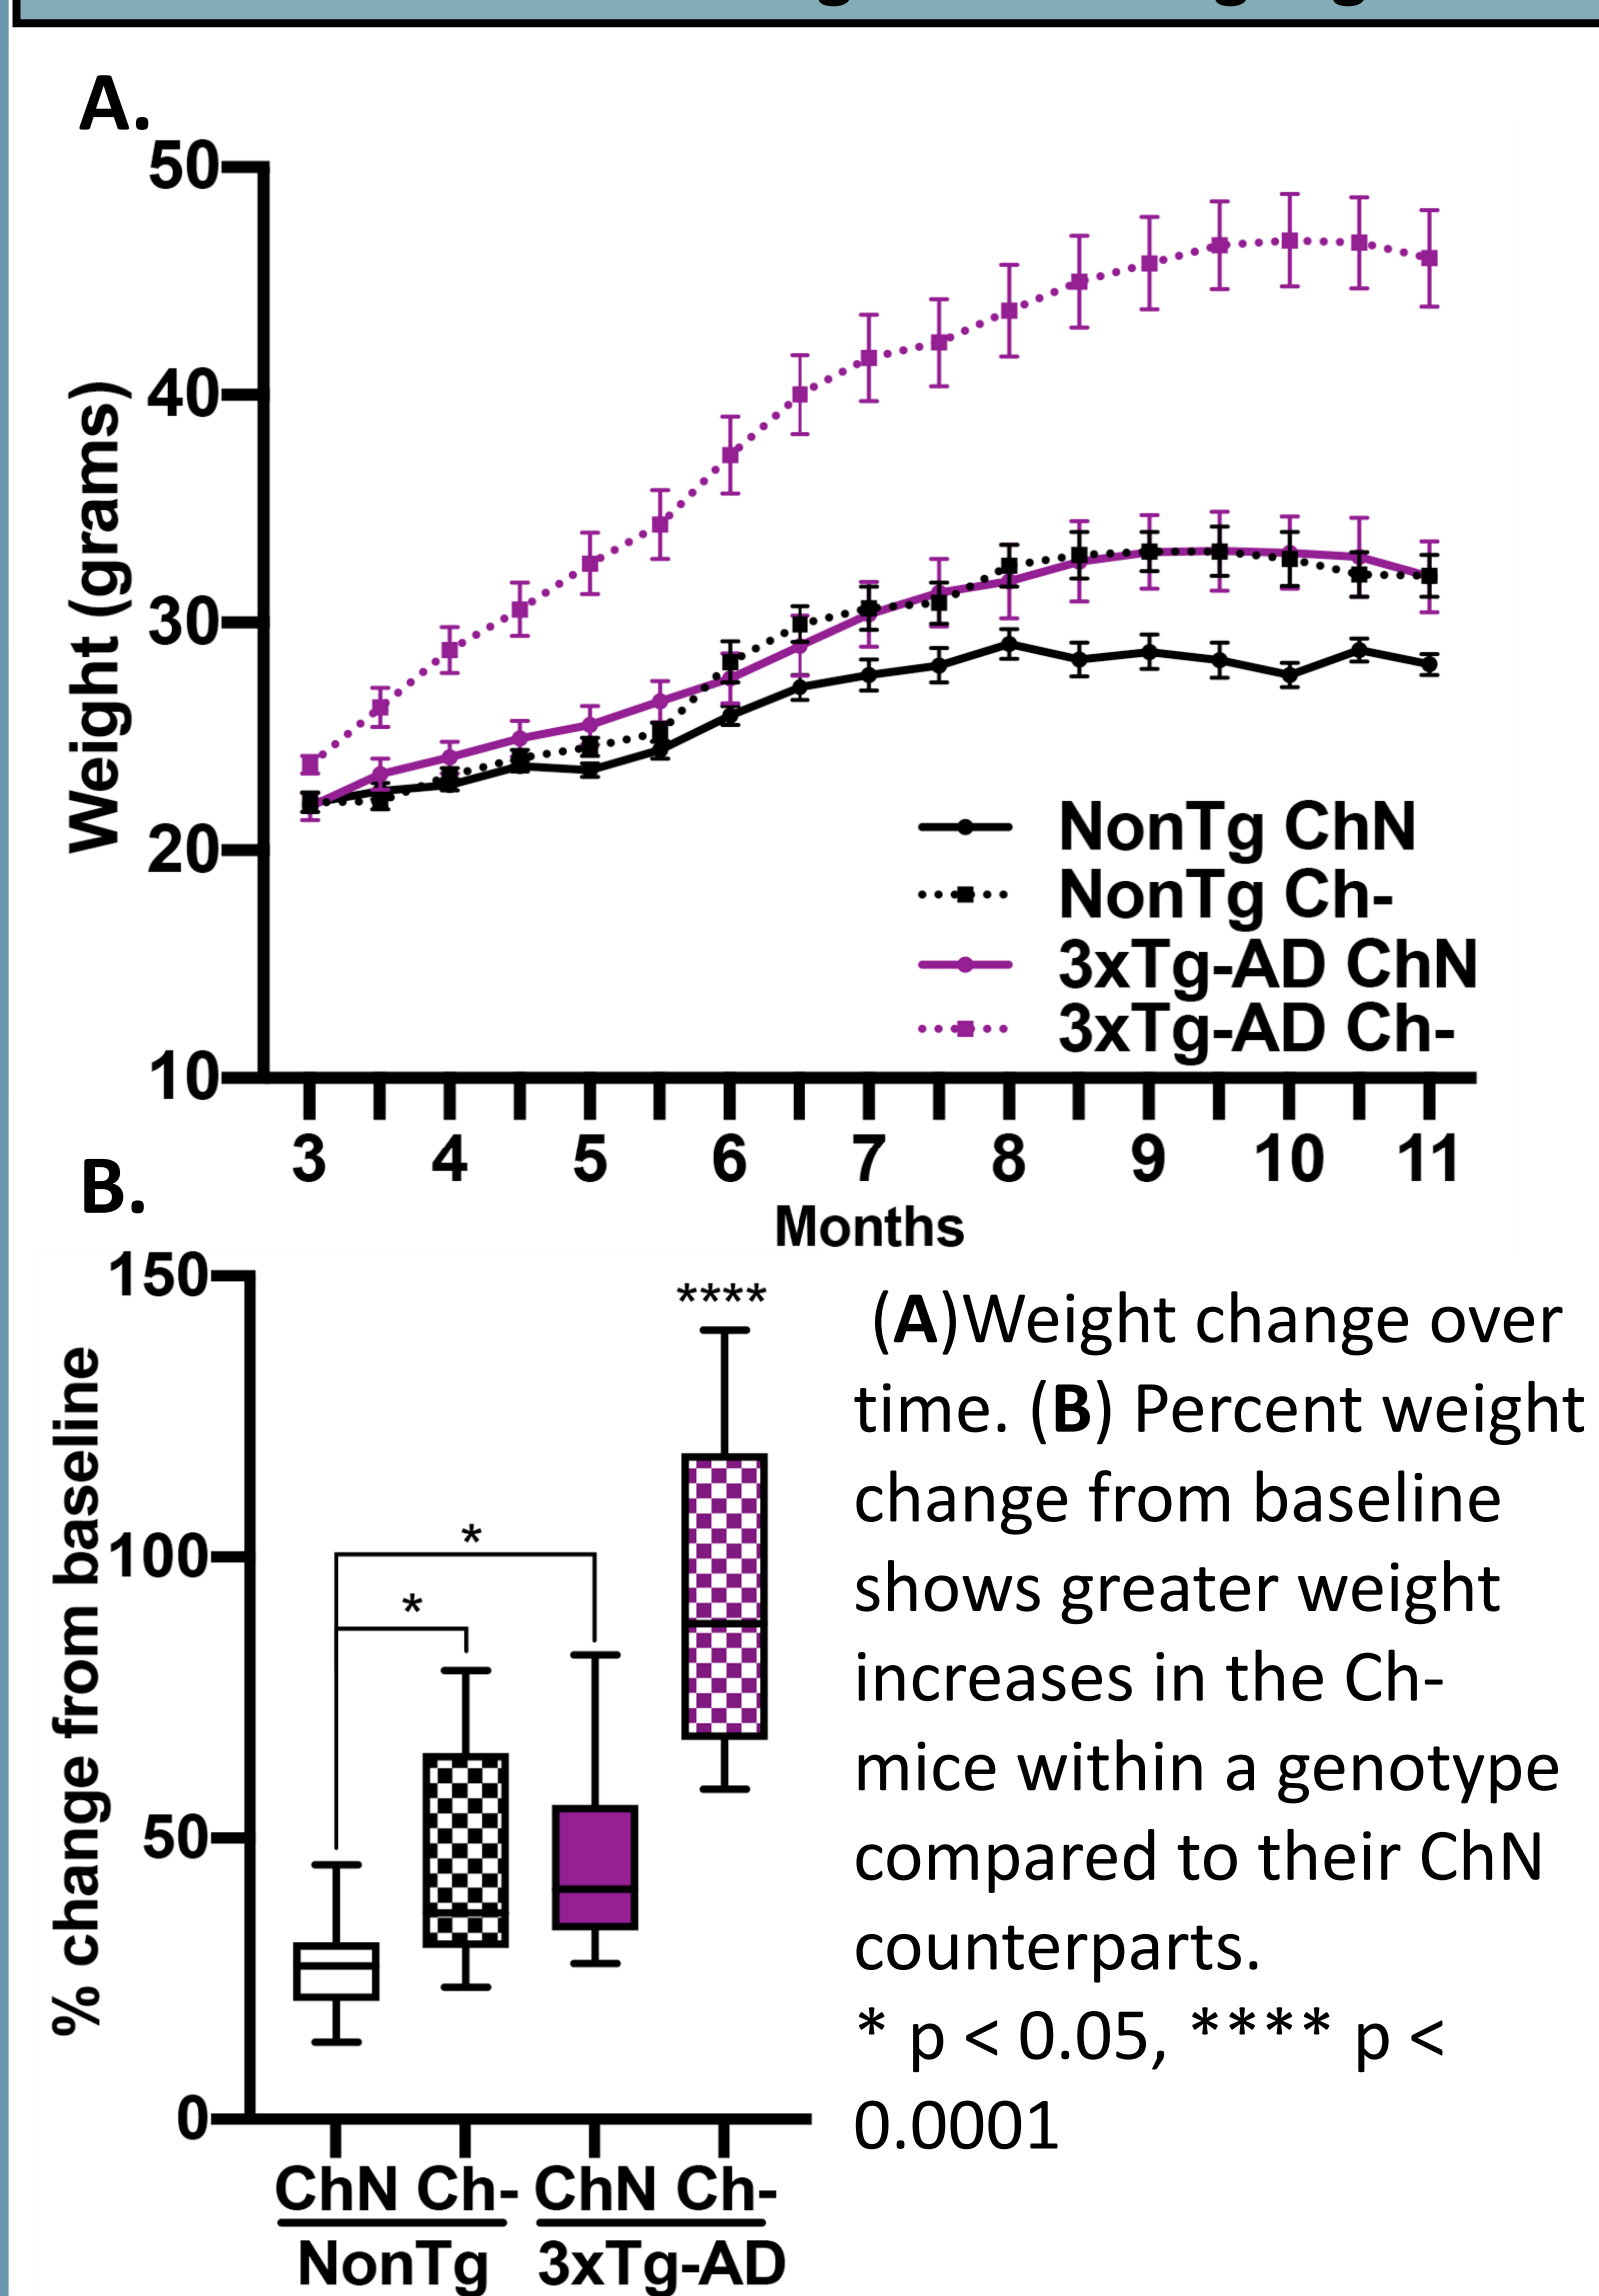 A.
50
40
30
20
10
Weight (grams)
NonTg ChN
NonTg Ch-
3xTg-AD ChN
3xTg-AD Ch-
3 4 5 6 7 8 9 10 11
Months
B.
150
100
50
0
% change from baseline
****
*
*
ChN Ch- ChN Ch-
NonTg 3xTg-AD
(A)Weight change over
time. (B) Percent weight
change from baseline
shows greater weight
increases in the Ch-
mice within a genotype
compared to their ChN
counterparts.
* p < 0.05, **** p <
0.0001